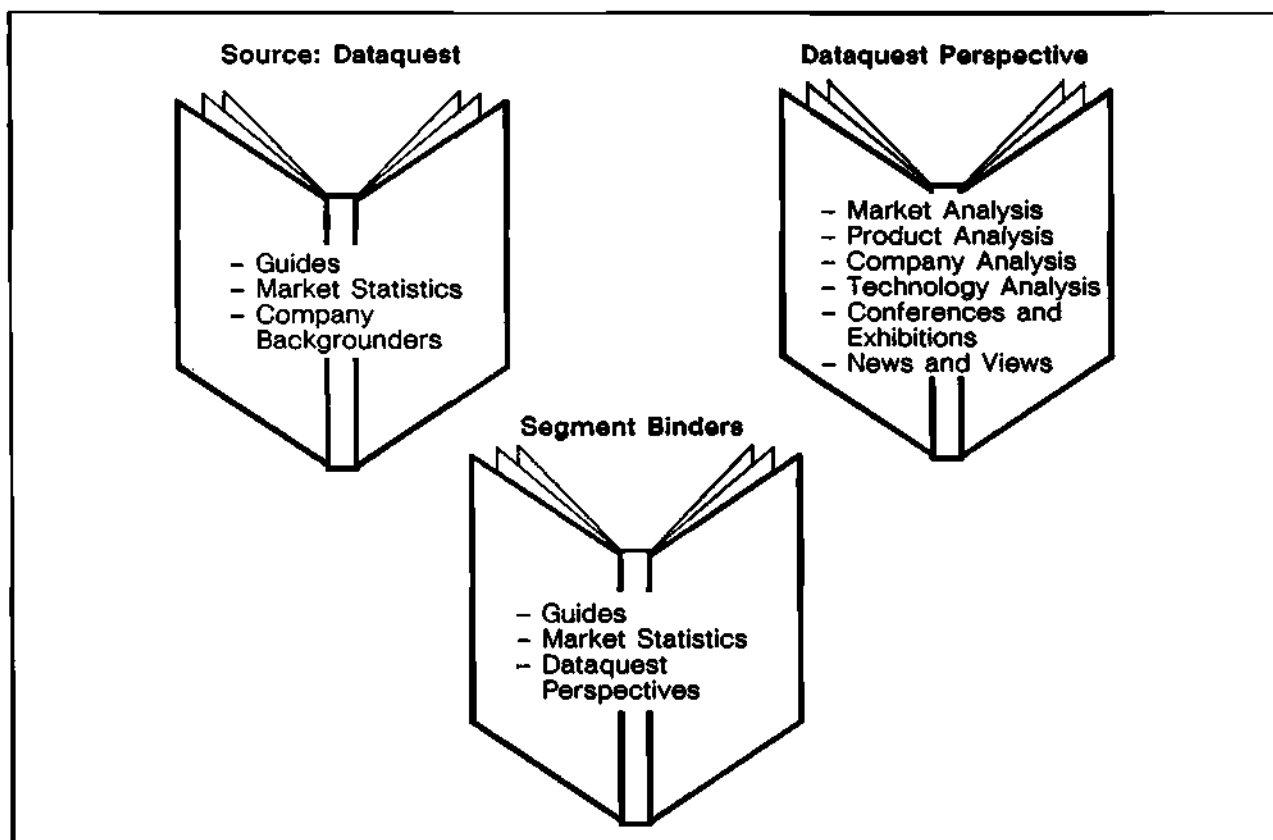 Source: Dataquest
– Guides
– Market Statistics
– Company
Backgrounders
Dataquest Perspective
– Market Analysis
– Product Analysis
– Company Analysis
– Technology Analysis
– Conferences and
Exhibitions
– News and Views
Segment Binders
– Guides
– Market Statistics
– Dataquest
Perspectives